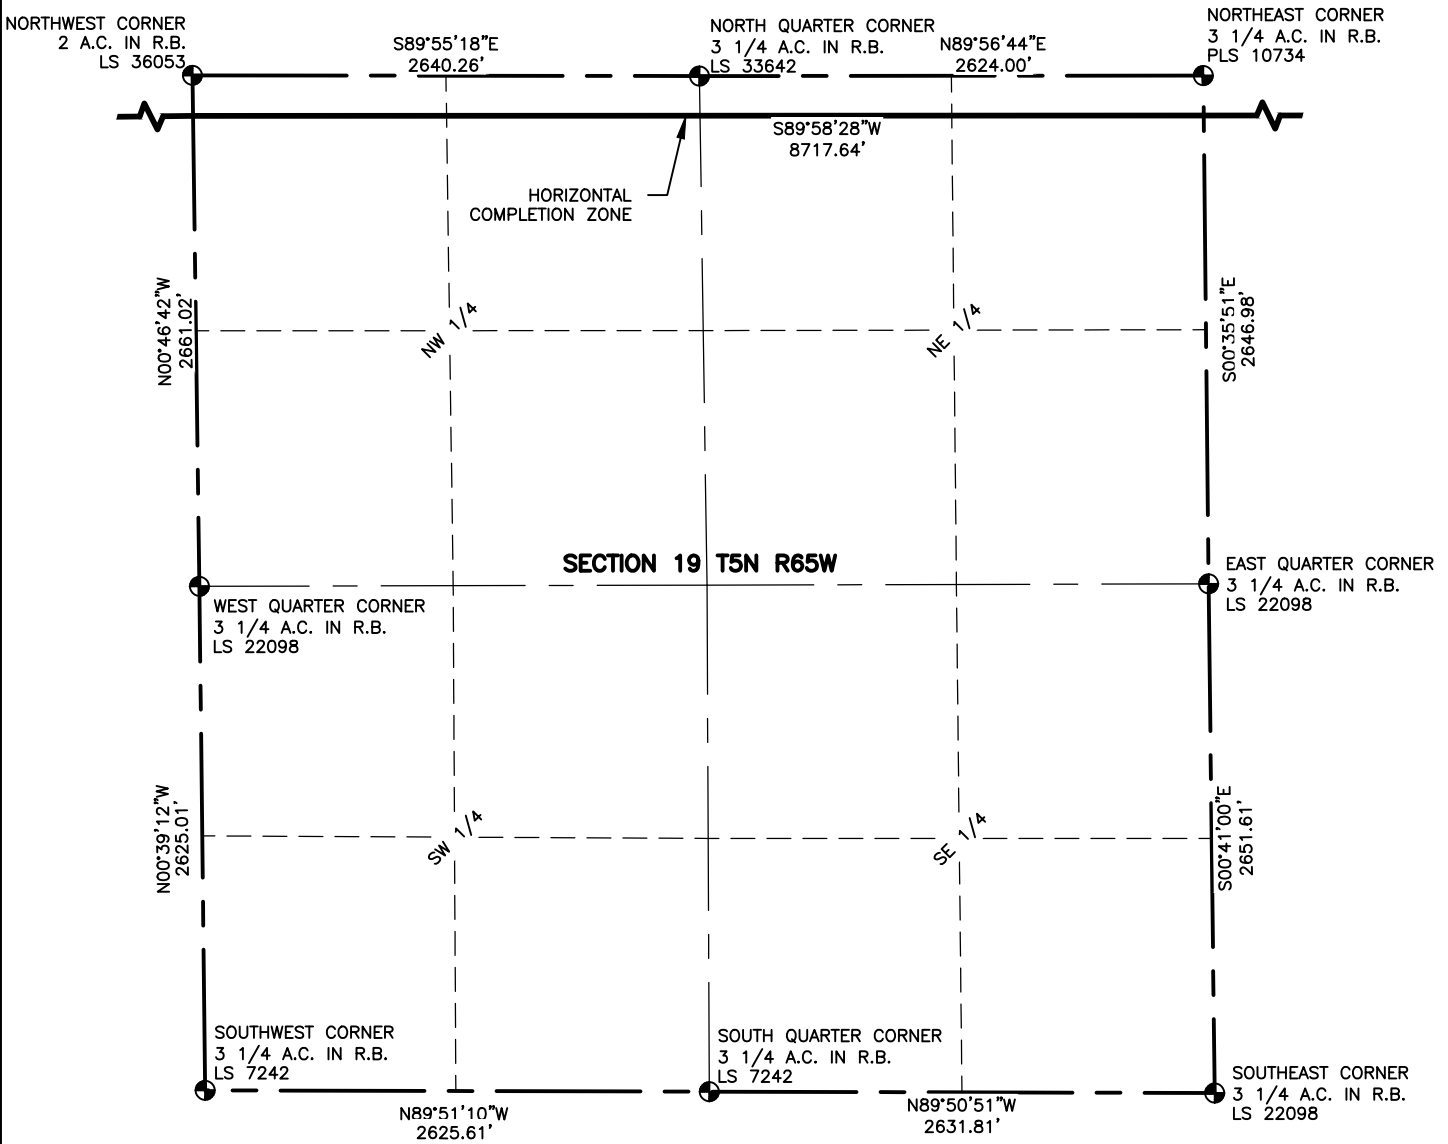 NORTHWEST CORNER
2 A.C. IN R.B.
LS 36053
S89°55'18"E
2640.26'
NORTH QUARTER CORNER
3 1/4 A.C. IN R.B.
LS 33642
N89°56'44"E
2624.00'
NORTHEAST CORNER
3 1/4 A.C. IN R.B.
PLS 10734
S89°58'28"W
8717.64'
HORIZONTAL
COMPLETION ZONE
N00°46'42"W
2661.02'
NW 1/4
NE 1/4
S00°35'51"E
2646.98'
SECTION 19 T5N R65W
WEST QUARTER CORNER
3 1/4 A.C. IN R.B.
LS 22098
EAST QUARTER CORNER
3 1/4 A.C. IN R.B.
LS 22098
N00°39'12"W
2625.01'
SW 1/4
SE 1/4
S00°41'00"E
2651.61'
SOUTHWEST CORNER
3 1/4 A.C. IN R.B.
LS 7242
SOUTH QUARTER CORNER
3 1/4 A.C. IN R.B.
LS 7242
SOUTHEAST CORNER
3 1/4 A.C. IN R.B.
LS 22098
N89°51'10"W
2625.61'
N89°50'51"W
2631.81'